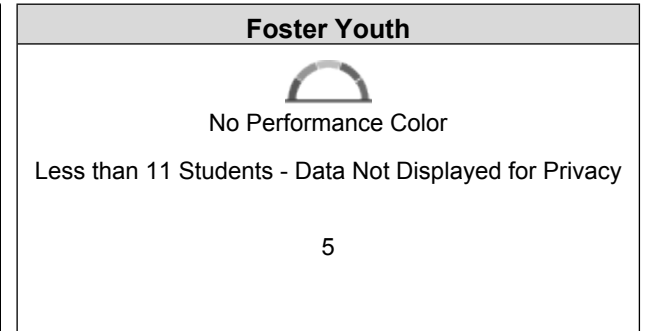 Foster Youth
No Performance Color
Less than 11 Students - Data Not Displayed for Privacy
5